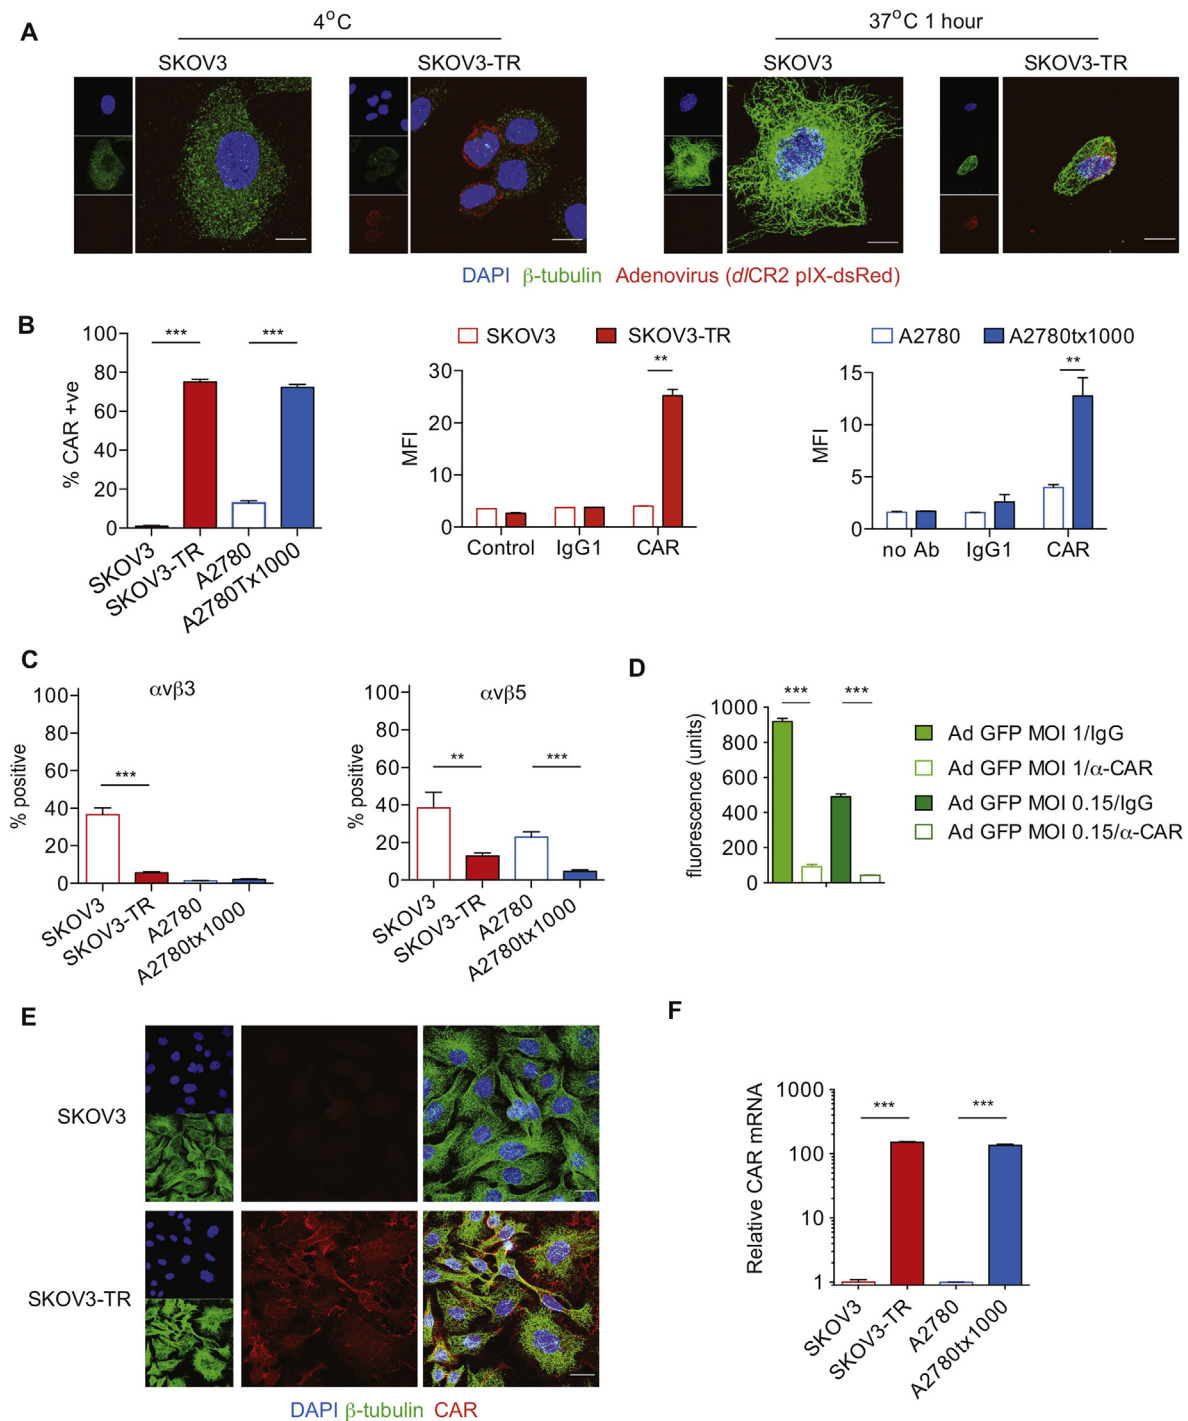 A
4°C
37°C 1 hour
SKOV3
SKOV3-TR
SKOV3
SKOV3-TR
DAPI β-tubulin Adenovirus (dlCR2 pIX-dsRed)
B
% CAR +ve
100
80
60
40
20
0
***
***
SKOV3
SKOV3-TR
A2780
A2780Tx1000
SKOV3
SKOV3-TR
MFI
30
20
10
0
**
Control
IgG1
CAR
A2780
A2780tx1000
MFI
15
10
5
0
**
no Ab
IgG1
CAR
C
αvβ3
% positive
100
80
60
40
20
0
***
SKOV3
SKOV3-TR
A2780
A2780tx1000
αvβ5
% positive
100
80
60
40
20
0
**
***
SKOV3
SKOV3-TR
A2780
A2780tx1000
D
fluorescence (units)
1000
800
600
400
200
0
***
***
Ad GFP MOI 1/IgG
Ad GFP MOI 1/α-CAR
Ad GFP MOI 0.15/IgG
Ad GFP MOI 0.15/α-CAR
E
SKOV3
SKOV3-TR
DAPI β-tubulin CAR
F
Relative CAR mRNA
1000
100
10
1
***
***
SKOV3
SKOV3-TR
A2780
A2780tx1000